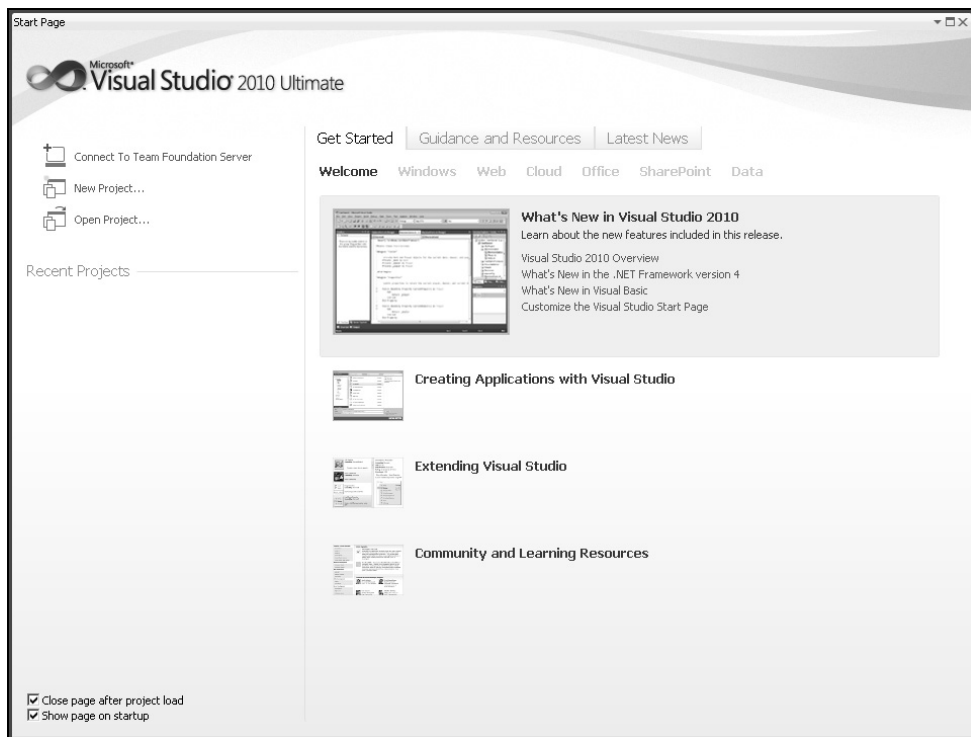 Start Page
Microsoft®
Visual Studio® 2010 Ultimate
Connect To Team Foundation Server
New Project...
Open Project...
Recent Projects
Close page after project load
Show page on startup
Get Started Guidance and Resources Latest News
Welcome Windows Web Cloud Office SharePoint Data
What's New in Visual Studio 2010
Learn about the new features included in this release.
Visual Studio 2010 Overview
What's New in the .NET Framework version 4
What's New in Visual Basic
Customize the Visual Studio Start Page
Creating Applications with Visual Studio
Extending Visual Studio
Community and Learning Resources